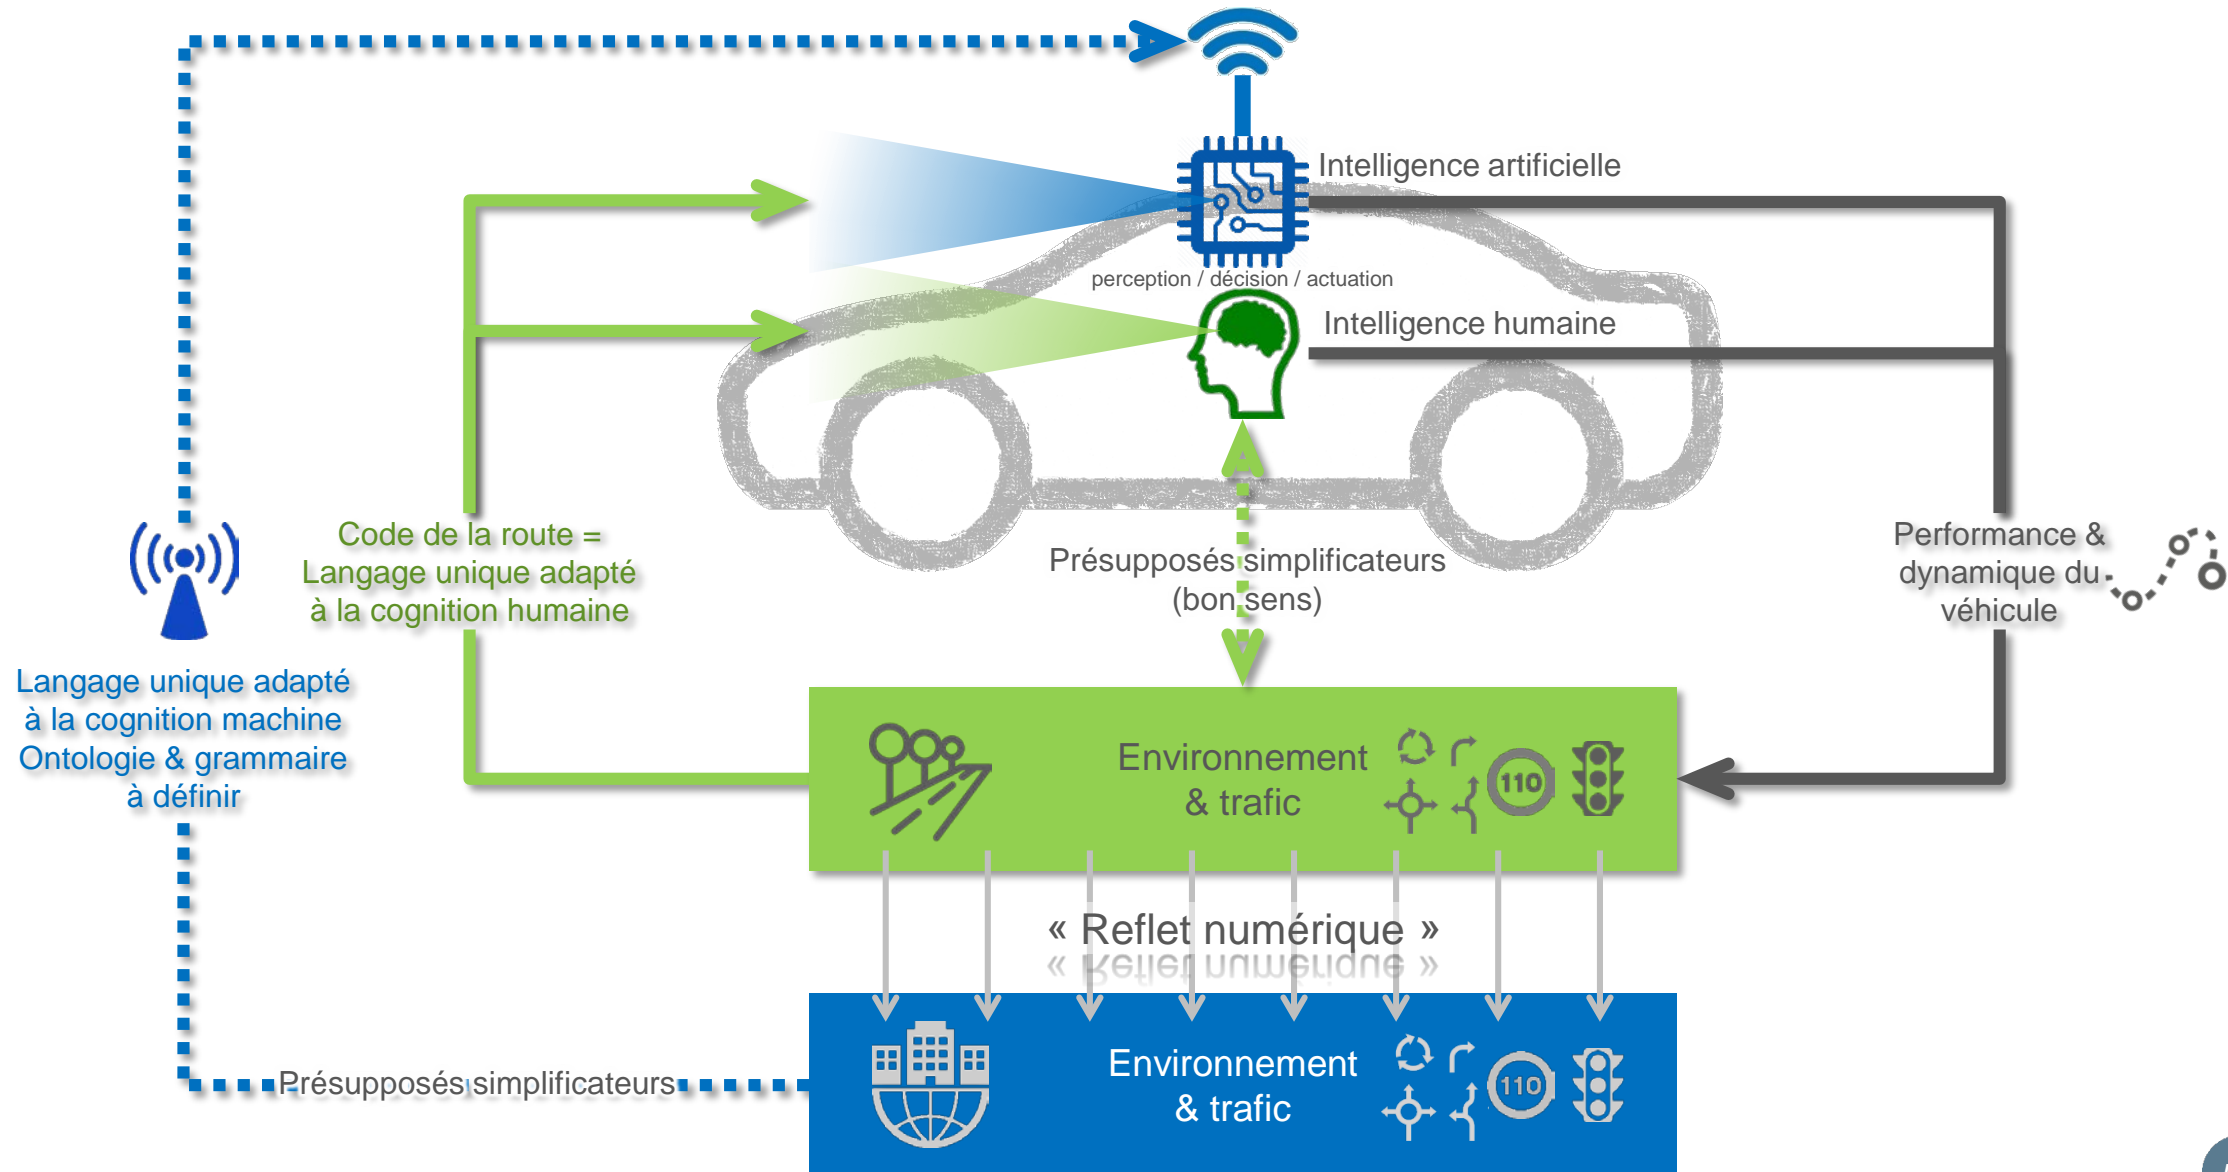 Intelligence artificielle
perception / décision / actuation
Intelligence humaine
Code de la route =
Langage unique adapté
à la cognition humaine
Présupposés simplificateurs
(bon sens)
Performance &
dynamique du
véhicule
Langage unique adapté
à la cognition machine
Ontologie & grammaire
à définir
Environnement
& trafic
110
« Reflet numérique »
Présupposés simplificateurs
Environnement
& trafic
110